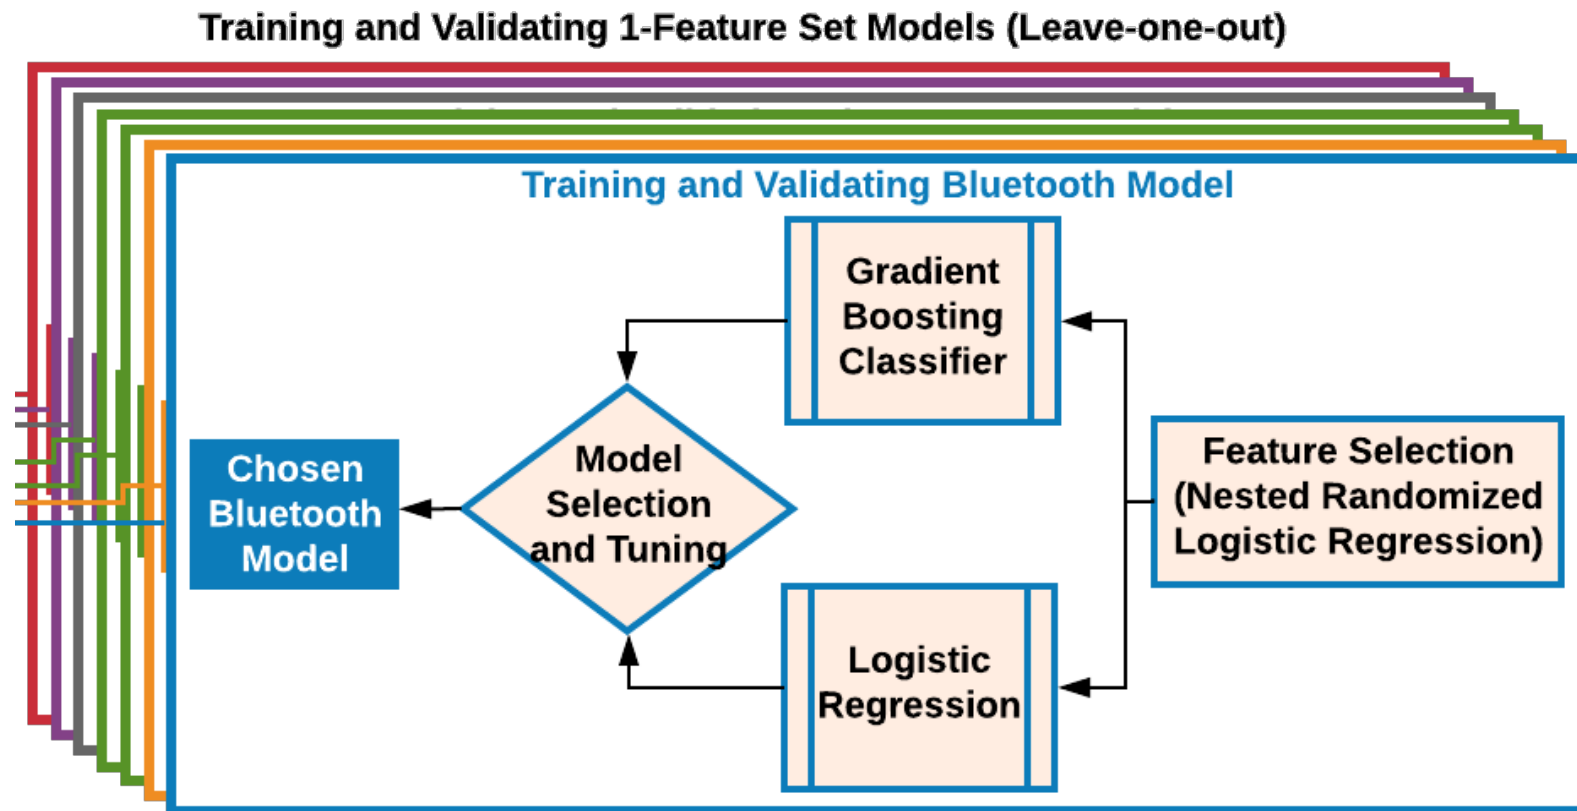 Training and Validating 1-Feature Set Models (Leave-one-out)
Training and Validating Bluetooth Model
Gradient
Boosting
Classifier
Feature Selection
(Nested Randomized
Logistic Regression)
Model
Selection
and Tuning
Chosen
Bluetooth
Model
Logistic
Regression